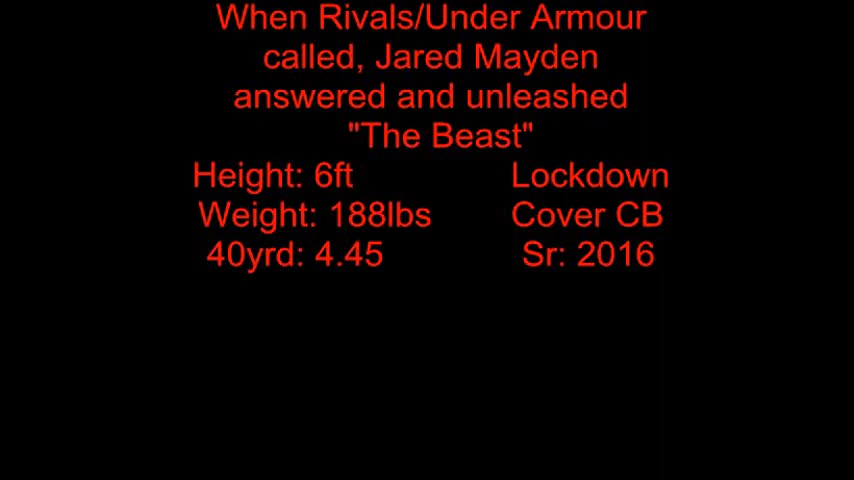 When Rivals/Under Armour
called, Jared Mayden
answered and unleashed
"The Beast"
Height: 6ft Lockdown
Weight: 188lbs Cover CB
40yrd: 4.45 Sr: 2016